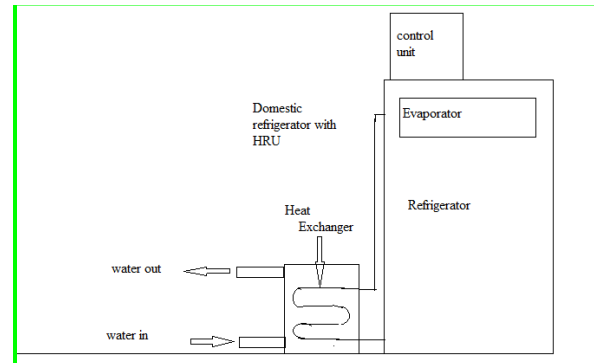 control
unit
Evaporator
Domestic
refrigerator with
HRU
Refrigerator
Heat
Exchanger
water out
water in